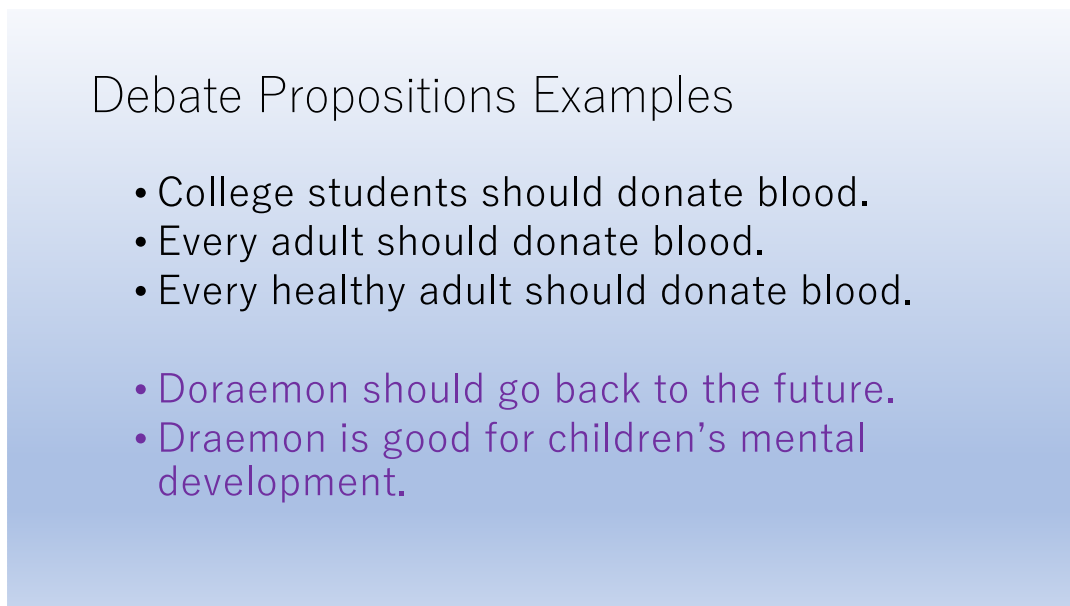 Debate Propositions Examples
• College students should donate blood.
• Every adult should donate blood.
• Every healthy adult should donate blood.
• Doraemon should go back to the future.
• Draemon is good for children’s mental
development.